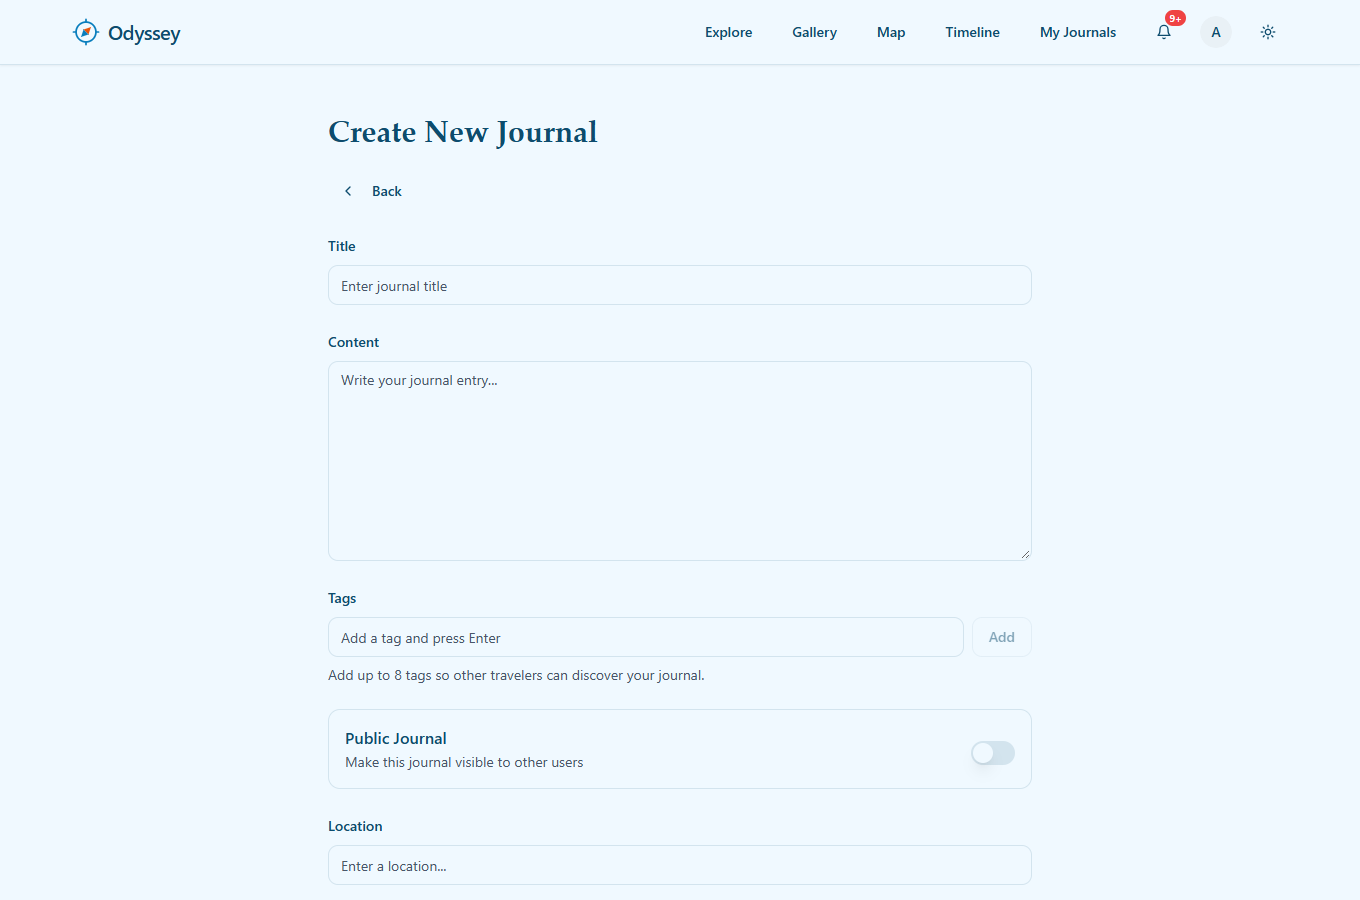 Odyssey
Explore
Gallery
Map
Timeline
My Journals
9+
A
Create New Journal
Back
Title
Enter journal title
Content
Write your journal entry...
Tags
Add a tag and press Enter
Add
Add up to 8 tags so other travelers can discover your journal.
Public Journal
Make this journal visible to other users
Location
Enter a location...